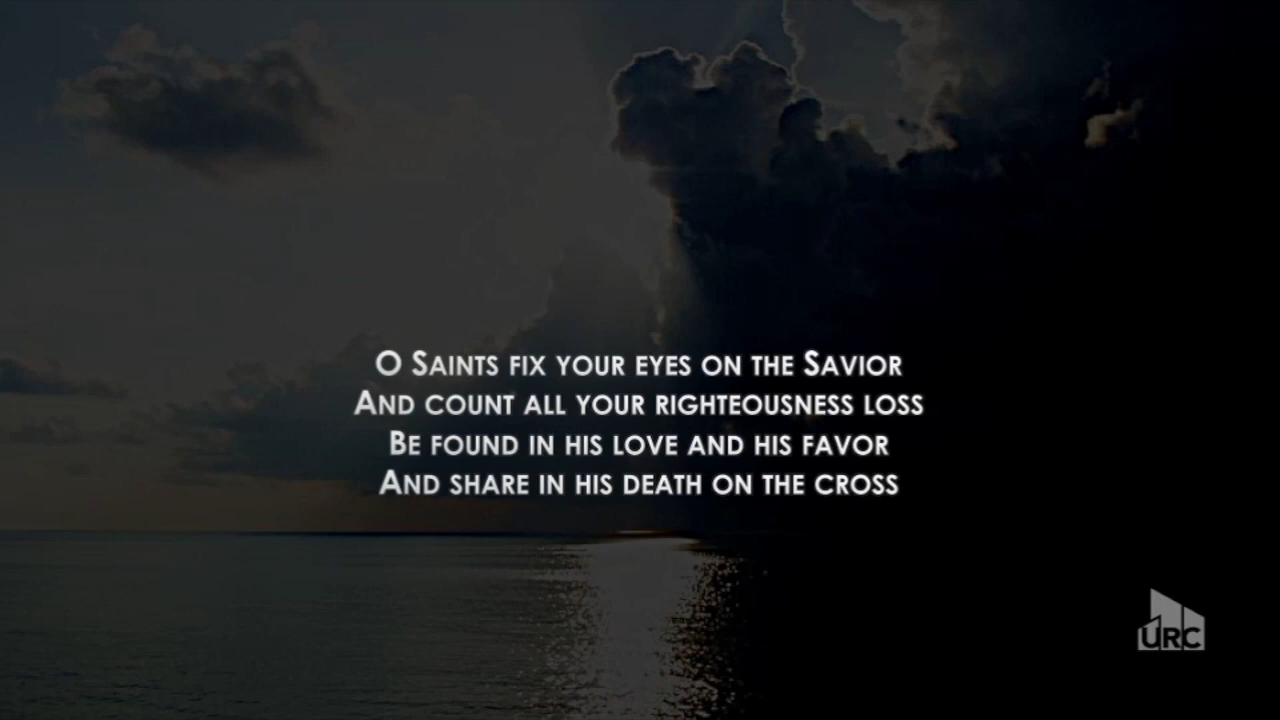 O Saints fix your eyes on the Savior
And count all your righteousness loss
Be found in his love and his favor
And share in his death on the cross
URC